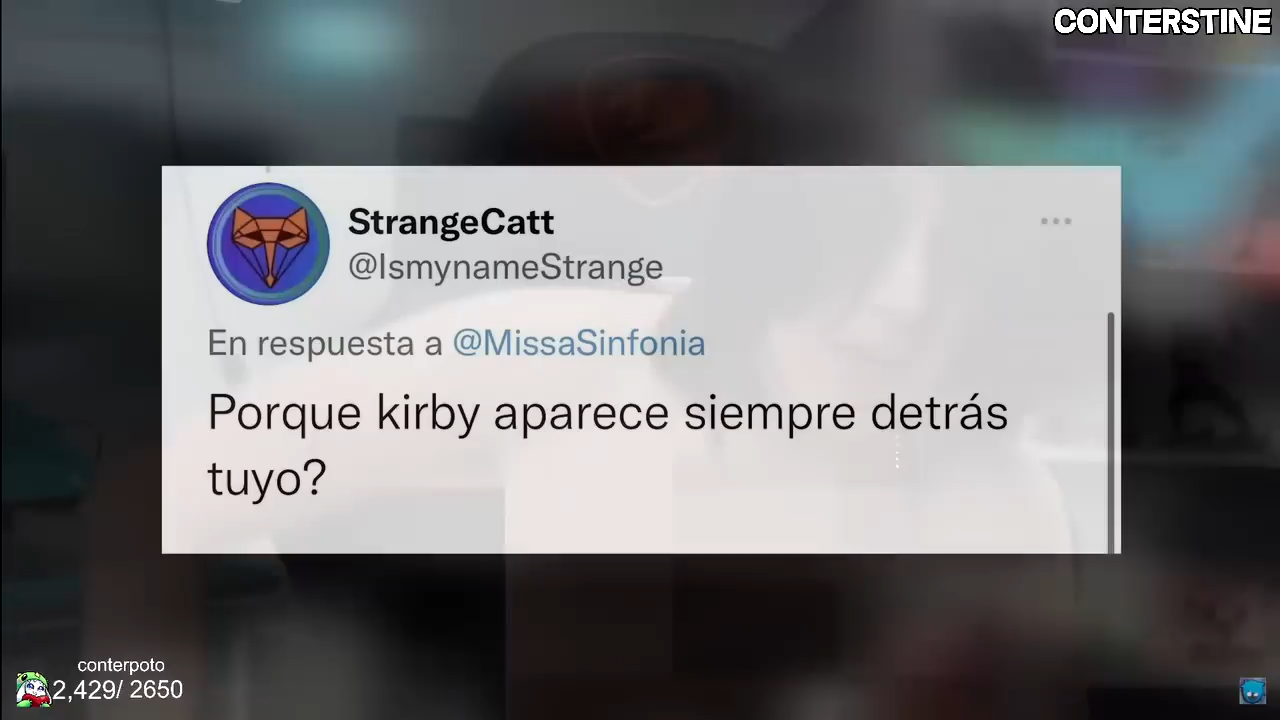 CONTERSTINE
StrangeCatt
@IsmynameStrange
En respuesta a @MissaSinfonia
Porque kirby aparece siempre detrás
tuyo?
conterpoto
2,429/ 2650